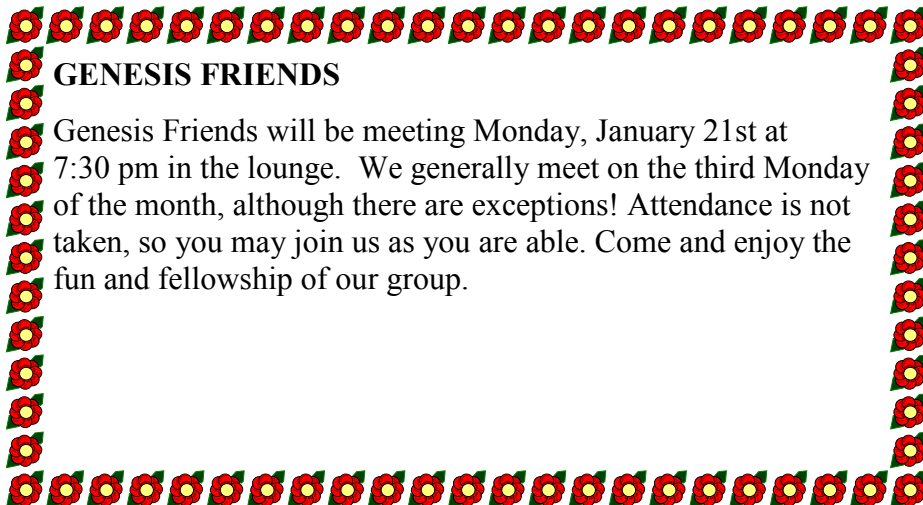 GENESIS FRIENDS
Genesis Friends will be meeting Monday, January 21st at
7:30 pm in the lounge.  We generally meet on the third Monday
of the month, although there are exceptions! Attendance is not
taken, so you may join us as you are able. Come and enjoy the
fun and fellowship of our group.